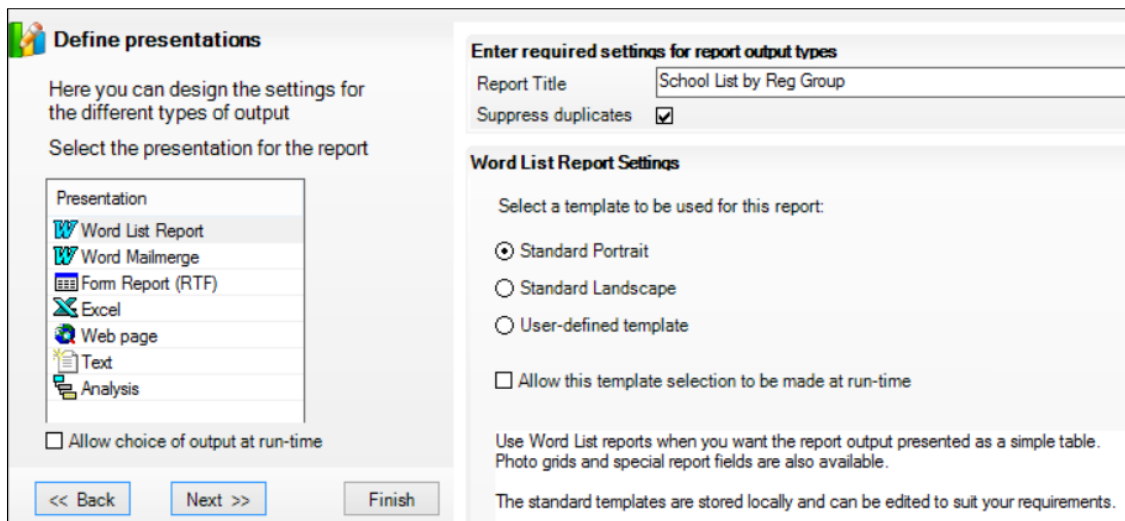 Define presentations
Here you can design the settings for
the different types of output
Select the presentation for the report
Presentation
Word List Report
Word Mailmerge
Form Report (RTF)
Excel
Web page
Text
Analysis
Allow choice of output at run-time
<< Back
Next >>
Finish
Enter required settings for report output types
Report Title
School List by Reg Group
Suppress duplicates
Word List Report Settings
Select a template to be used for this report:
Standard Portrait
Standard Landscape
User-defined template
Allow this template selection to be made at run-time
Use Word List reports when you want the report output presented as a simple table.
Photo grids and special report fields are also available.
The standard templates are stored locally and can be edited to suit your requirements.